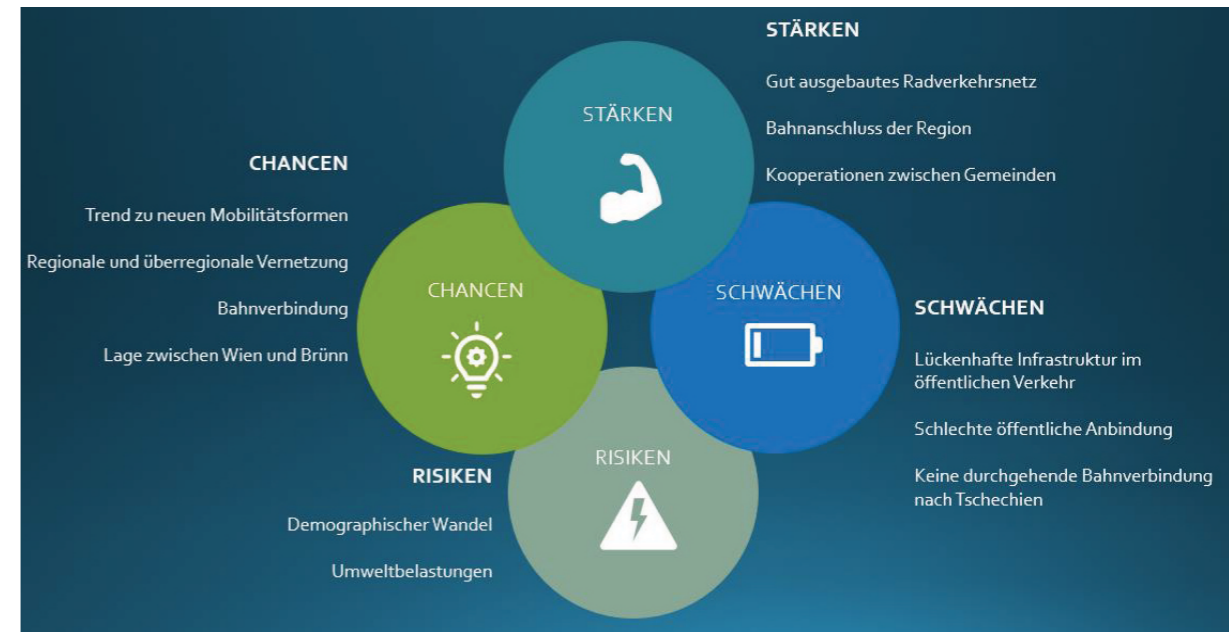 STÄRKEN
Gut ausgebautes Radverkehrsnetz
Bahnanschluss der Region
Kooperationen zwischen Gemeinden
STÄRKEN
CHANCEN
Trend zu neuen Mobilitätsformen
Regionale und überregionale Vernetzung
Bahnverbindung
Lage zwischen Wien und Brünn
CHANCEN
SCHWÄCHEN
SCHWÄCHEN
Lückenhafte Infrastruktur im
öffentlichen Verkehr
Schlechte öffentliche Anbindung
Keine durchgehende Bahnverbindung
nach Tschechien
RISIKEN
RISIKEN
Demographischer Wandel
Umweltbelastungen